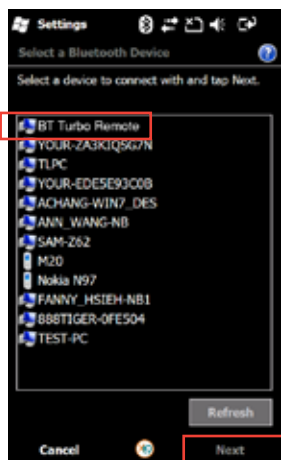 Settings
Select a Bluetooth Device
Select a device to connect with and tap Next.
BT Turbo Remote
YOUR-ZA3KIQSG7N
TLPC
YOUR-EDE5E93C0B
ACHANG-WIN7_DES
ANN_WANG-NB
SAM-Z62
M20
Nokia N97
FANNY_HSIEH-NB1
888TIGER-0FE504
TEST-PC
Refresh
Cancel
Next